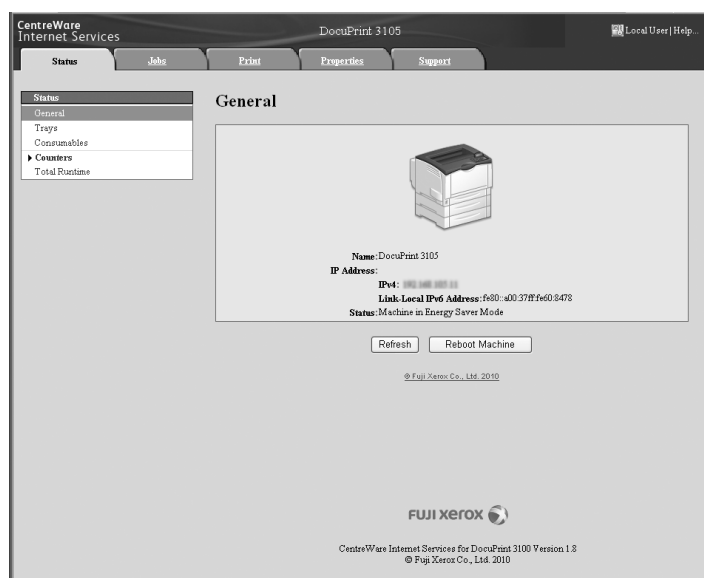 CentreWare
Internet Services
DocuPrint 3105
Local User | Help...
Status
Jobs
Print
Properties
Support
Status
General
Trays
Consumables
Counters
Total Runtime
General
Name: DocuPrint 3105
IP Address:
IPv4:
Link-Local IPv6 Address: fe80::a00:37ff:fe60:8478
Status: Machine in Energy Saver Mode
Refresh
Reboot Machine
© Fuji Xerox Co., Ltd. 2010
FUJI XEROX
CentreWare Internet Services for DocuPrint 3100 Version 1.8
© Fuji Xerox Co., Ltd. 2010